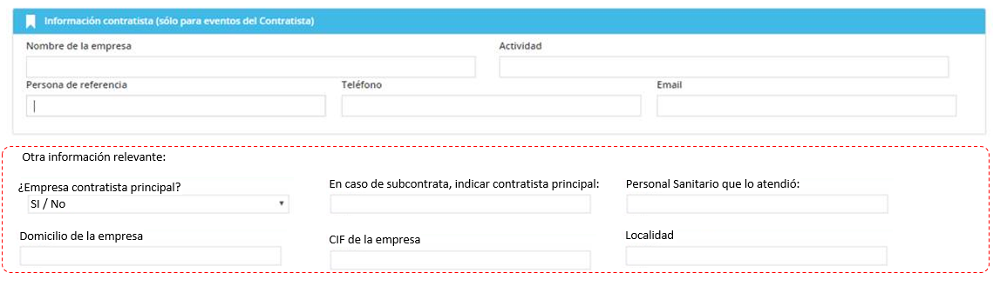 Información contratista (sólo para eventos del Contratista)
Nombre de la empresa Actividad
Persona de referencia Teléfono Email
Otra información relevante:
¿Empresa contratista principal? En caso de subcontrata, indicar contratista principal: Personal Sanitario que lo atendió:
SI / No
Domicilio de la empresa CIF de la empresa Localidad